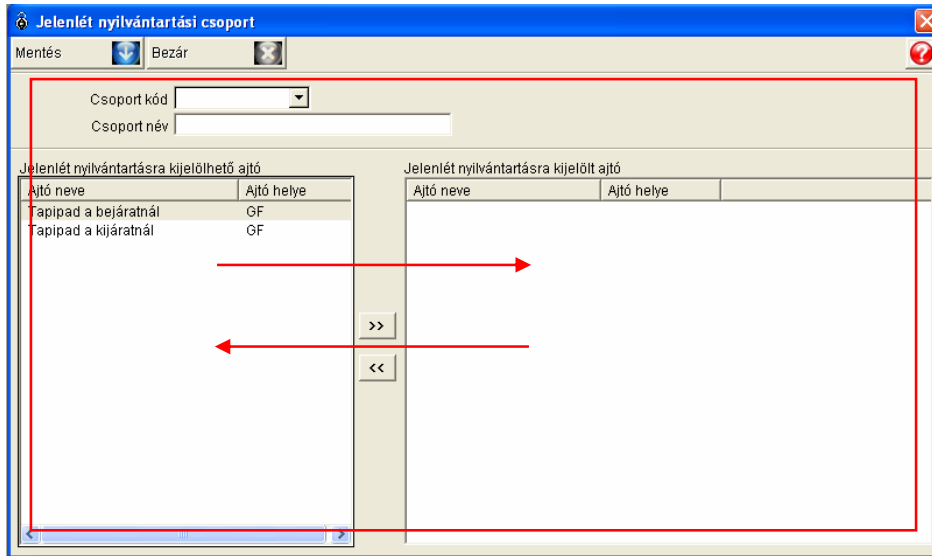 Jelenlét nyilvántartási csoport
Mentés Bezár
Csoport kód
Csoport név
Jelenlét nyilvántartásra kijelölhető ajtó
Ajtó neve Ajtó helye
Tapipad a bejáratnál GF
Tapipad a kijáratnál GF
>>
<<
Jelenlét nyilvántartásra kijelölt ajtó
Ajtó neve Ajtó helye